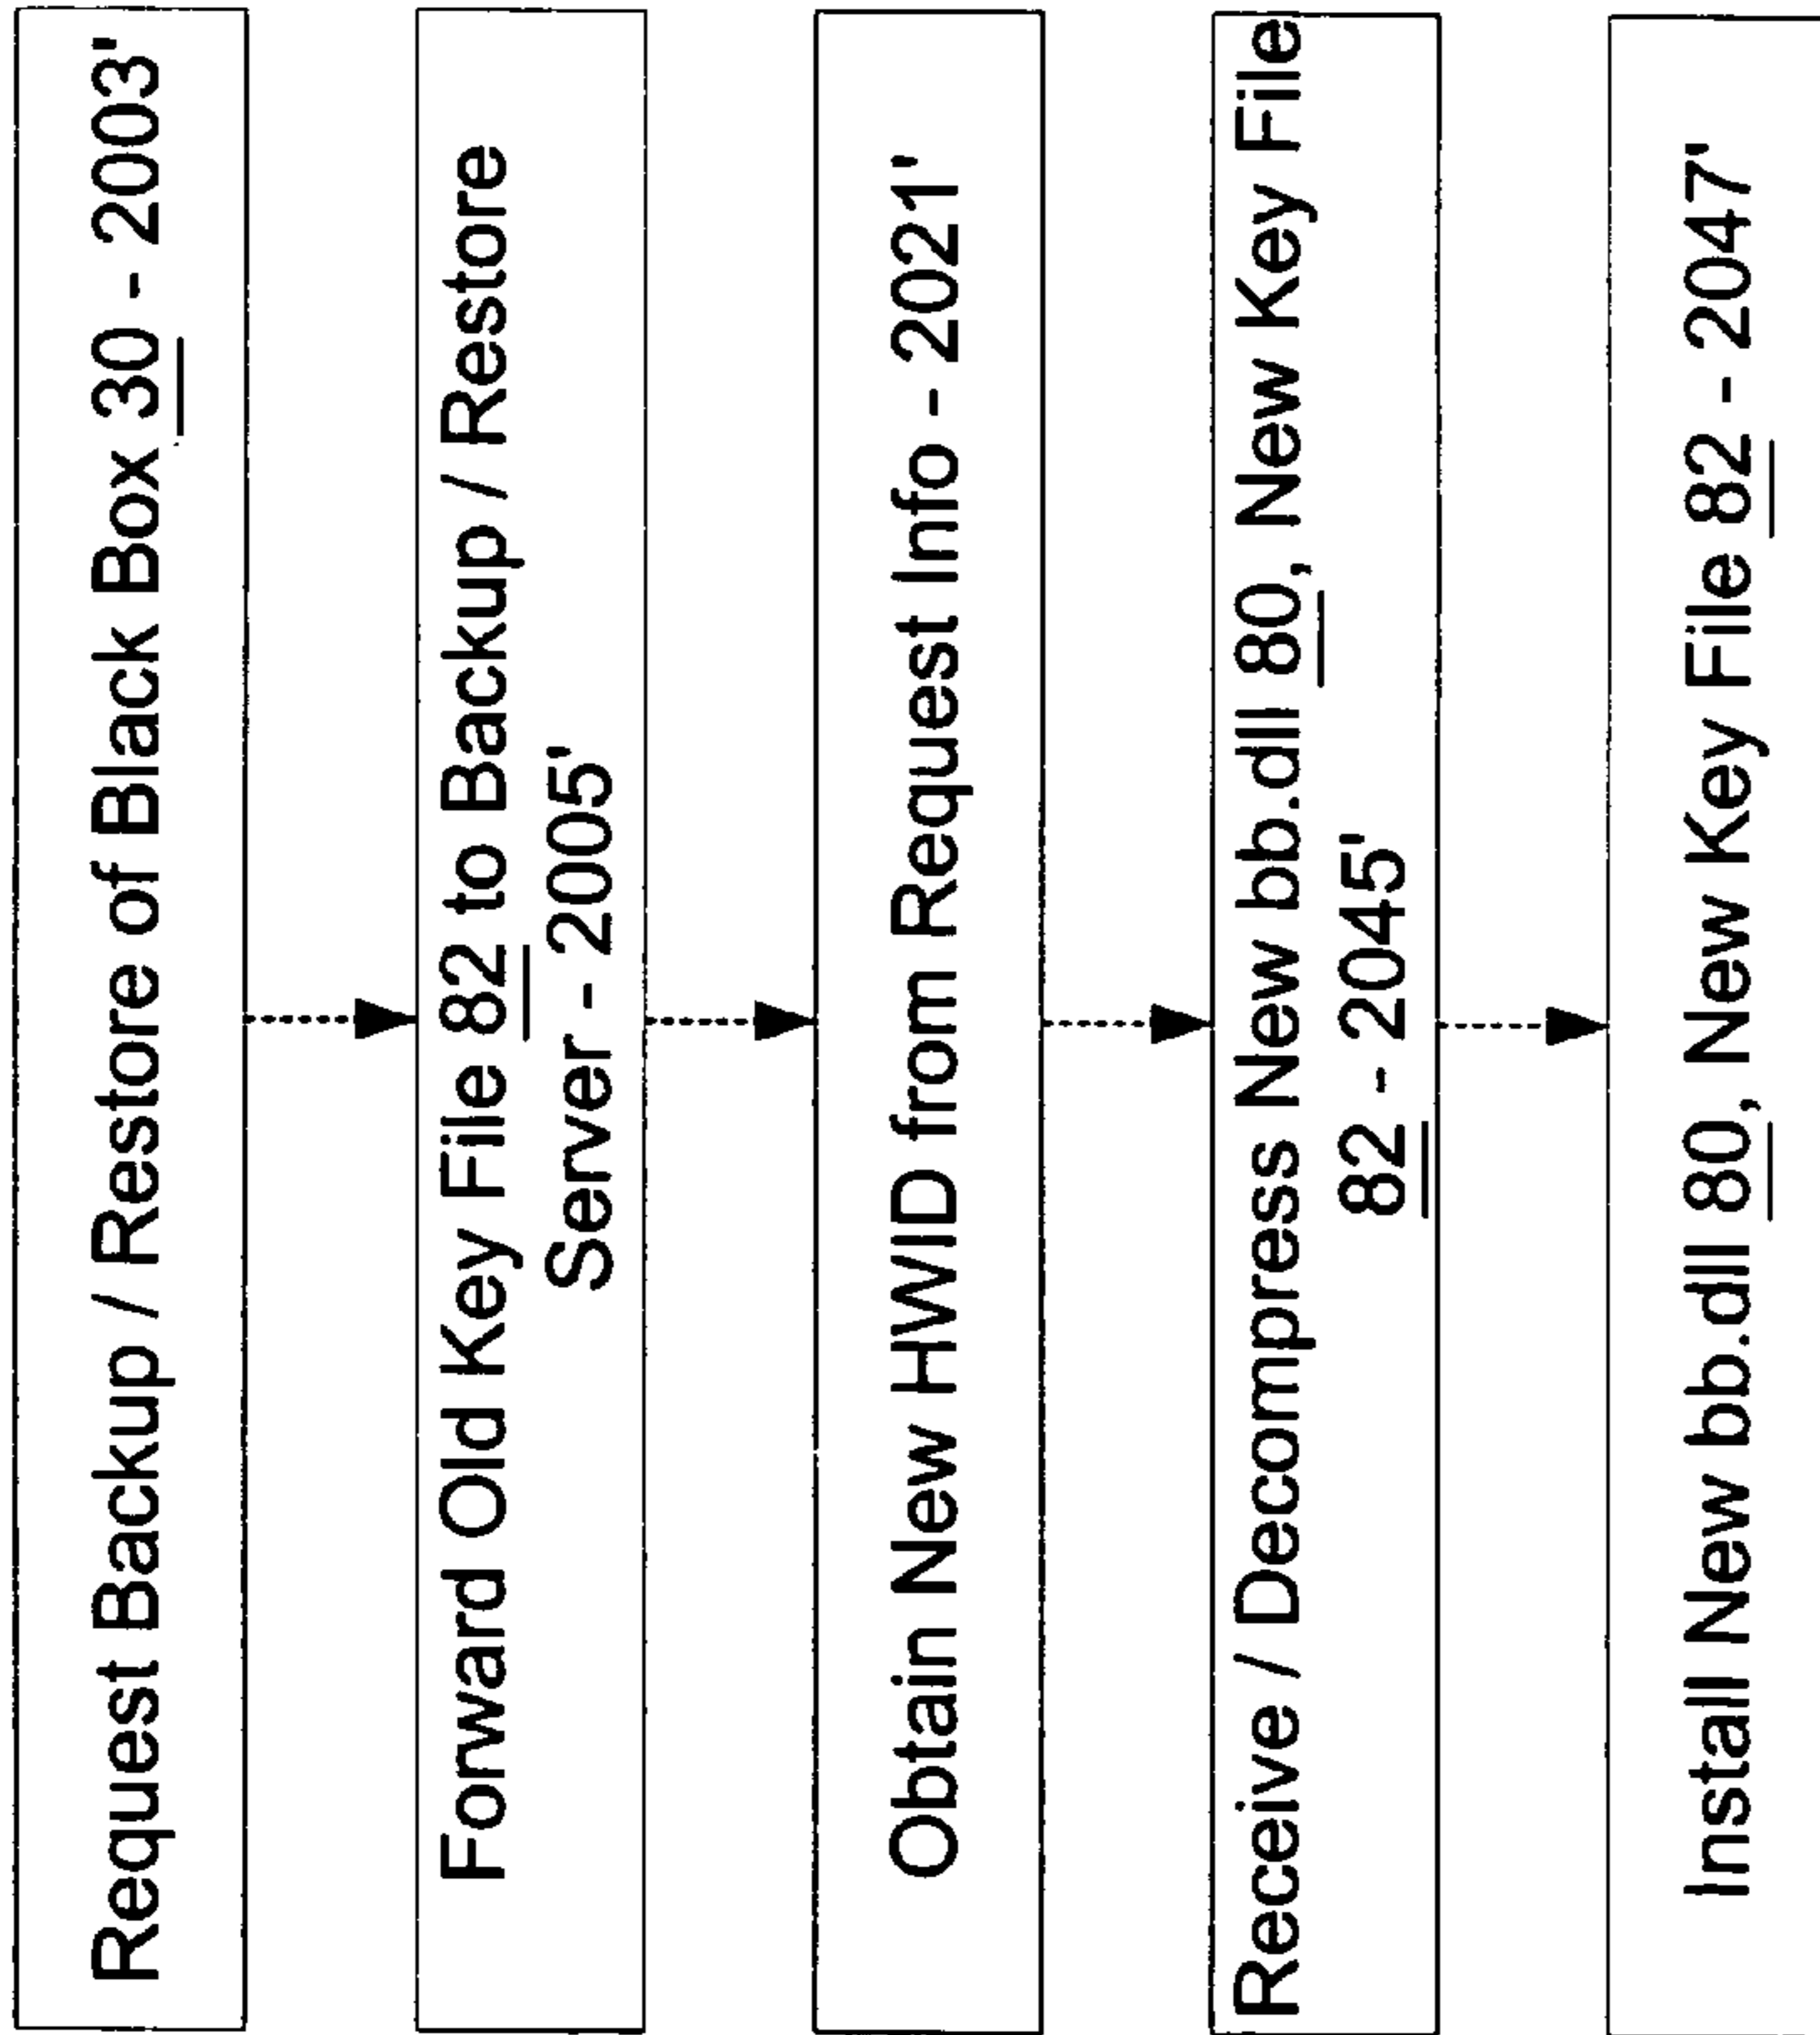 Request Backup / Restore of Black Box 30 - 2003'
Forward Old Key File 82 to Backup / Restore
Server - 2005'
Obtain New HWID from Request Info - 2021'
Receive / Decompress New bb.dll 80, New Key File
82 - 2045'
Install New bb.dll 80, New Key File 82 - 2047'